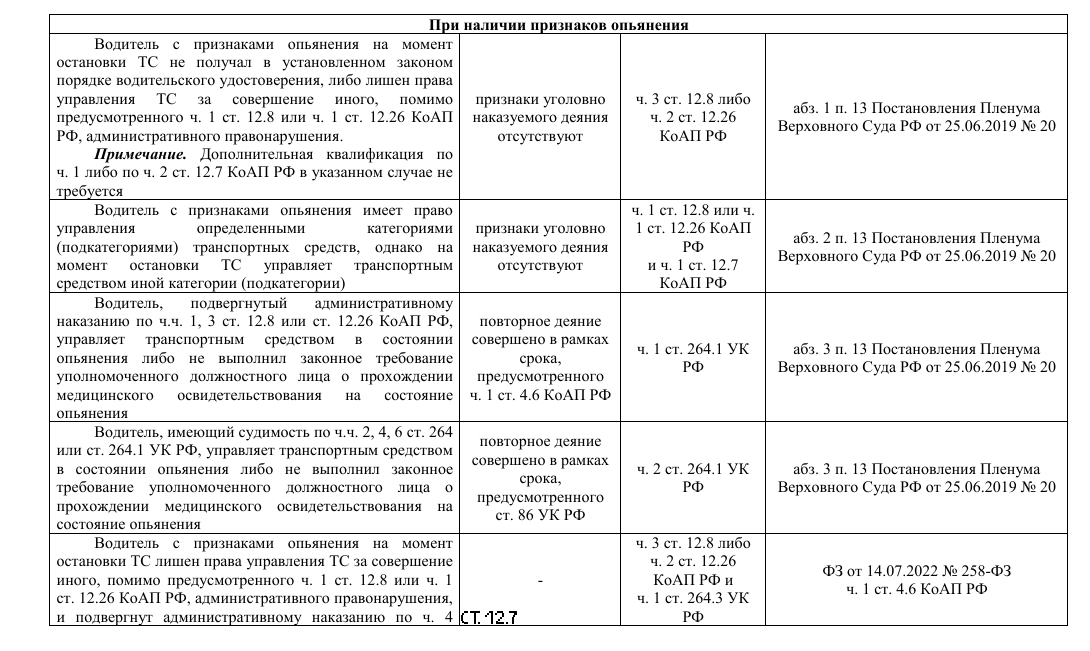 При наличии признаков опьянения
Водитель с признаками опьянения на момент
остановки ТС не получал в установленном законом
порядке водительского удостоверения, либо лишен права
управления ТС за совершение иного, помимо
предусмотренного ч. 1 ст. 12.8 или ч. 1 ст. 12.26 КоАП
РФ, административного правонарушения.
Примечание. Дополнительная квалификация по
ч. 1 либо по ч. 2 ст. 12.7 КоАП РФ в указанном случае не
требуется
признаки уголовно
наказуемого деяния
отсутствуют
ч. 3 ст. 12.8 либо
ч. 2 ст. 12.26
КоАП РФ
абз. 1 п. 13 Постановления Пленума
Верховного Суда РФ от 25.06.2019 № 20
Водитель с признаками опьянения имеет право
управления определенными категориями
(подкатегориями) транспортных средств, однако на
момент остановки ТС управляет транспортным
средством иной категории (подкатегории)
признаки уголовно
наказуемого деяния
отсутствуют
ч. 1 ст. 12.8 или ч.
1 ст. 12.26 КоАП
РФ
и ч. 1 ст. 12.7
КоАП РФ
абз. 2 п. 13 Постановления Пленума
Верховного Суда РФ от 25.06.2019 № 20
Водитель, подвергнутый административному
наказанию по ч.ч. 1, 3 ст. 12.8 или ст. 12.26 КоАП РФ,
управляет транспортным средством в состоянии
опьянения либо не выполнил законное требование
уполномоченного должностного лица о прохождении
медицинского освидетельствования на состояние
опьянения
повторное деяние
совершено в рамках
срока,
предусмотренного
ч. 1 ст. 4.6 КоАП РФ
ч. 1 ст. 264.1 УК
РФ
абз. 3 п. 13 Постановления Пленума
Верховного Суда РФ от 25.06.2019 № 20
Водитель, имеющий судимость по ч.ч. 2, 4, 6 ст. 264
или ст. 264.1 УК РФ, управляет транспортным средством
в состоянии опьянения либо не выполнил законное
требование уполномоченного должностного лица о
прохождении медицинского освидетельствования на
состояние опьянения
повторное деяние
совершено в рамках
срока,
предусмотренного
ст. 86 УК РФ
ч. 2 ст. 264.1 УК
РФ
абз. 3 п. 13 Постановления Пленума
Верховного Суда РФ от 25.06.2019 № 20
Водитель с признаками опьянения на момент
остановки ТС лишен права управления ТС за совершение
иного, помимо предусмотренного ч. 1 ст. 12.8 или ч. 1
ст. 12.26 КоАП РФ, административного правонарушения,
и подвергнут административному наказанию по ч. 4
СТ. 12.7
-
ч. 3 ст. 12.8 либо
ч. 2 ст. 12.26
КоАП РФ и
ч. 1 ст. 264.3 УК
РФ
ФЗ от 14.07.2022 № 258-ФЗ
ч. 1 ст. 4.6 КоАП РФ